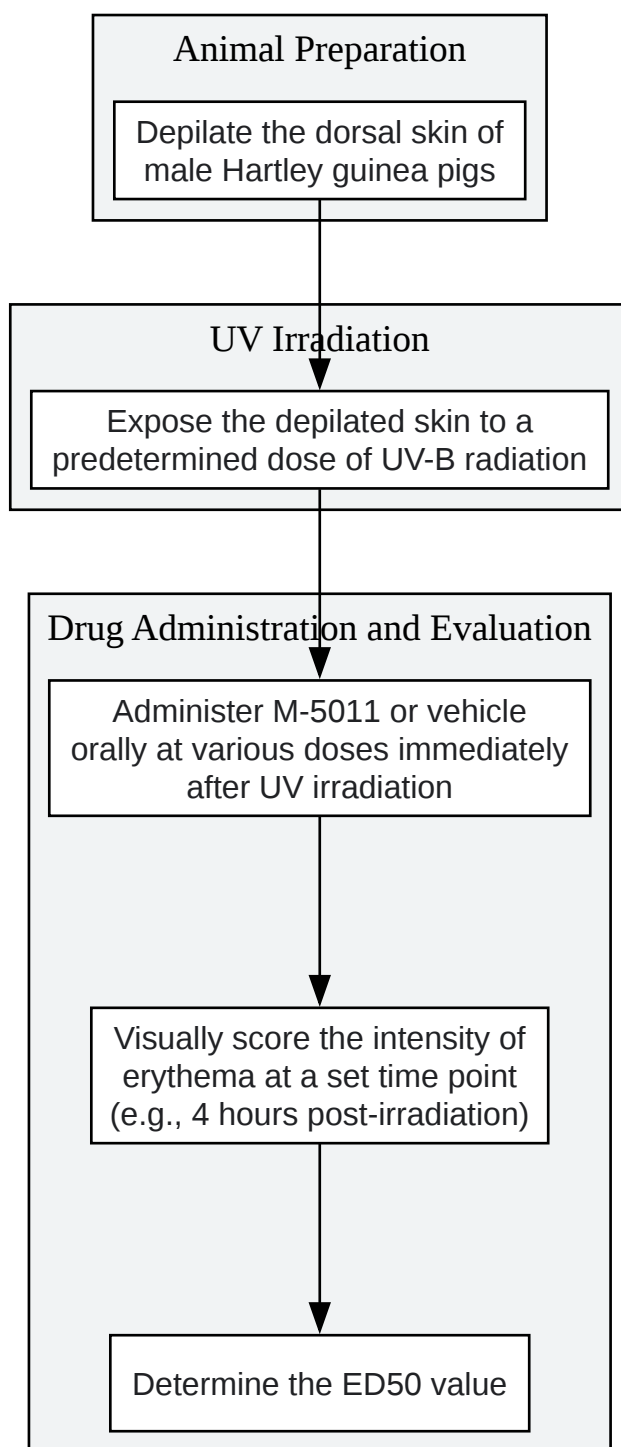 Animal Preparation
Depilate the dorsal skin of
male Hartley guinea pigs
UV Irradiation
Expose the depilated skin to a
predetermined dose of UV-B radiation
Drug Administration and Evaluation
Administer M-5011 or vehicle
orally at various doses immediately
after UV irradiation
Visually score the intensity of
erythema at a set time point
(e.g., 4 hours post-irradiation)
Determine the ED50 value